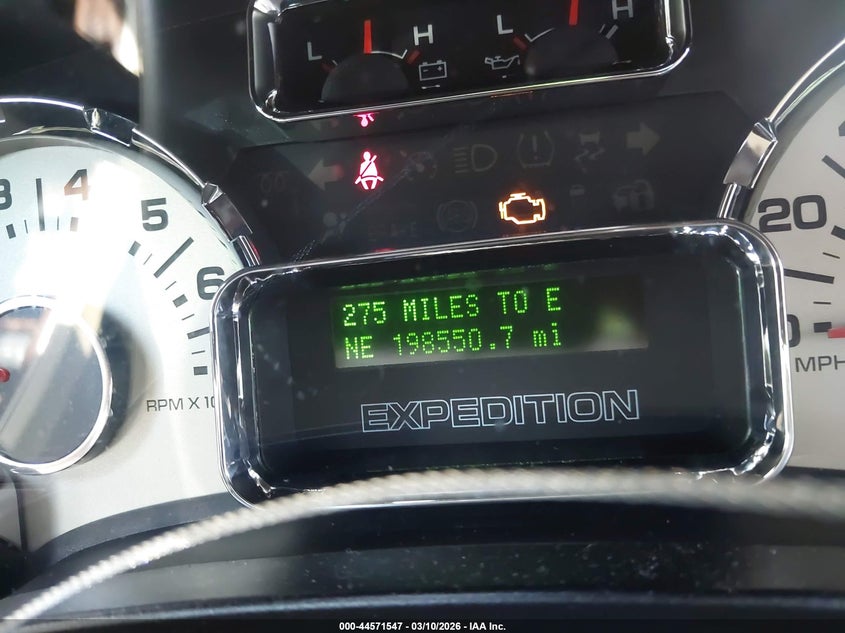 L H L H
3 4 5 6
20
275 MILES TO E
NE 198550.7 mi
RPM X 10
MPH
EXPEDITION
000-44571547 - 03/10/2026 - IAA Inc.